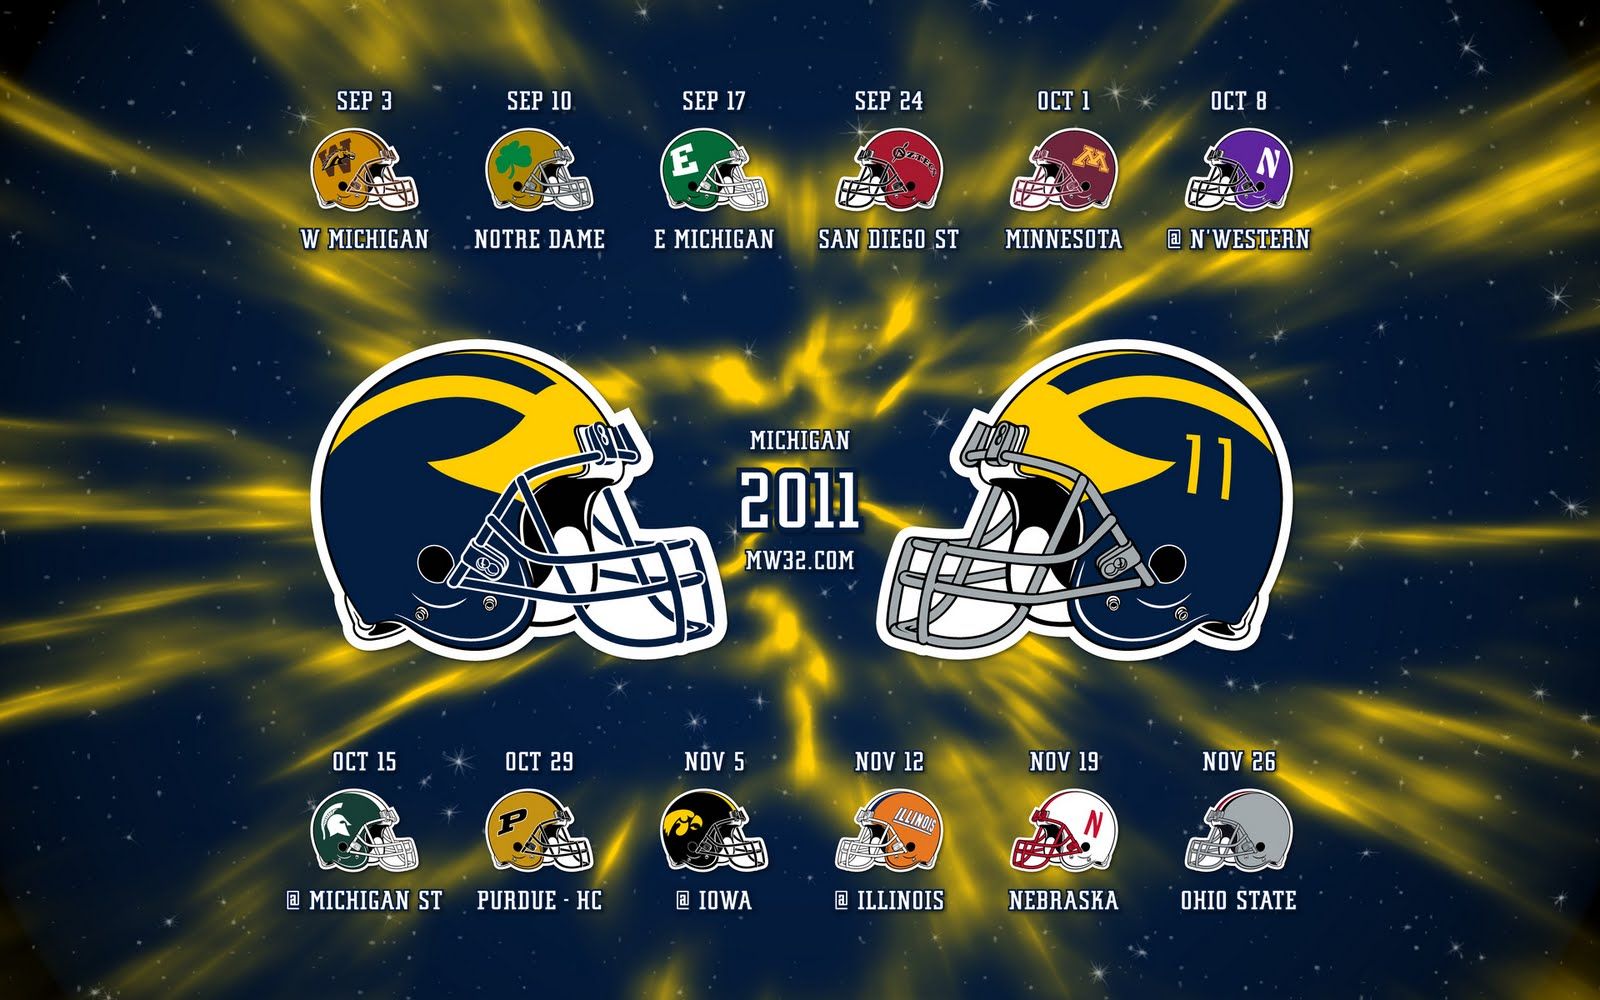 SEP 3 SEP 10 SEP 17 SEP 24 OCT 1 OCT 8
W E AZTECS M N
W MICHIGAN NOTRE DAME E MICHIGAN SAN DIEGO ST MINNESOTA @ N'WESTERN
MICHIGAN
11
2011
MW32.COM
OCT 15 OCT 29 NOV 5 NOV 12 NOV 19 NOV 26
P ILLINOIS N
@ MICHIGAN ST PURDUE - HC @ IOWA @ ILLINOIS NEBRASKA OHIO STATE